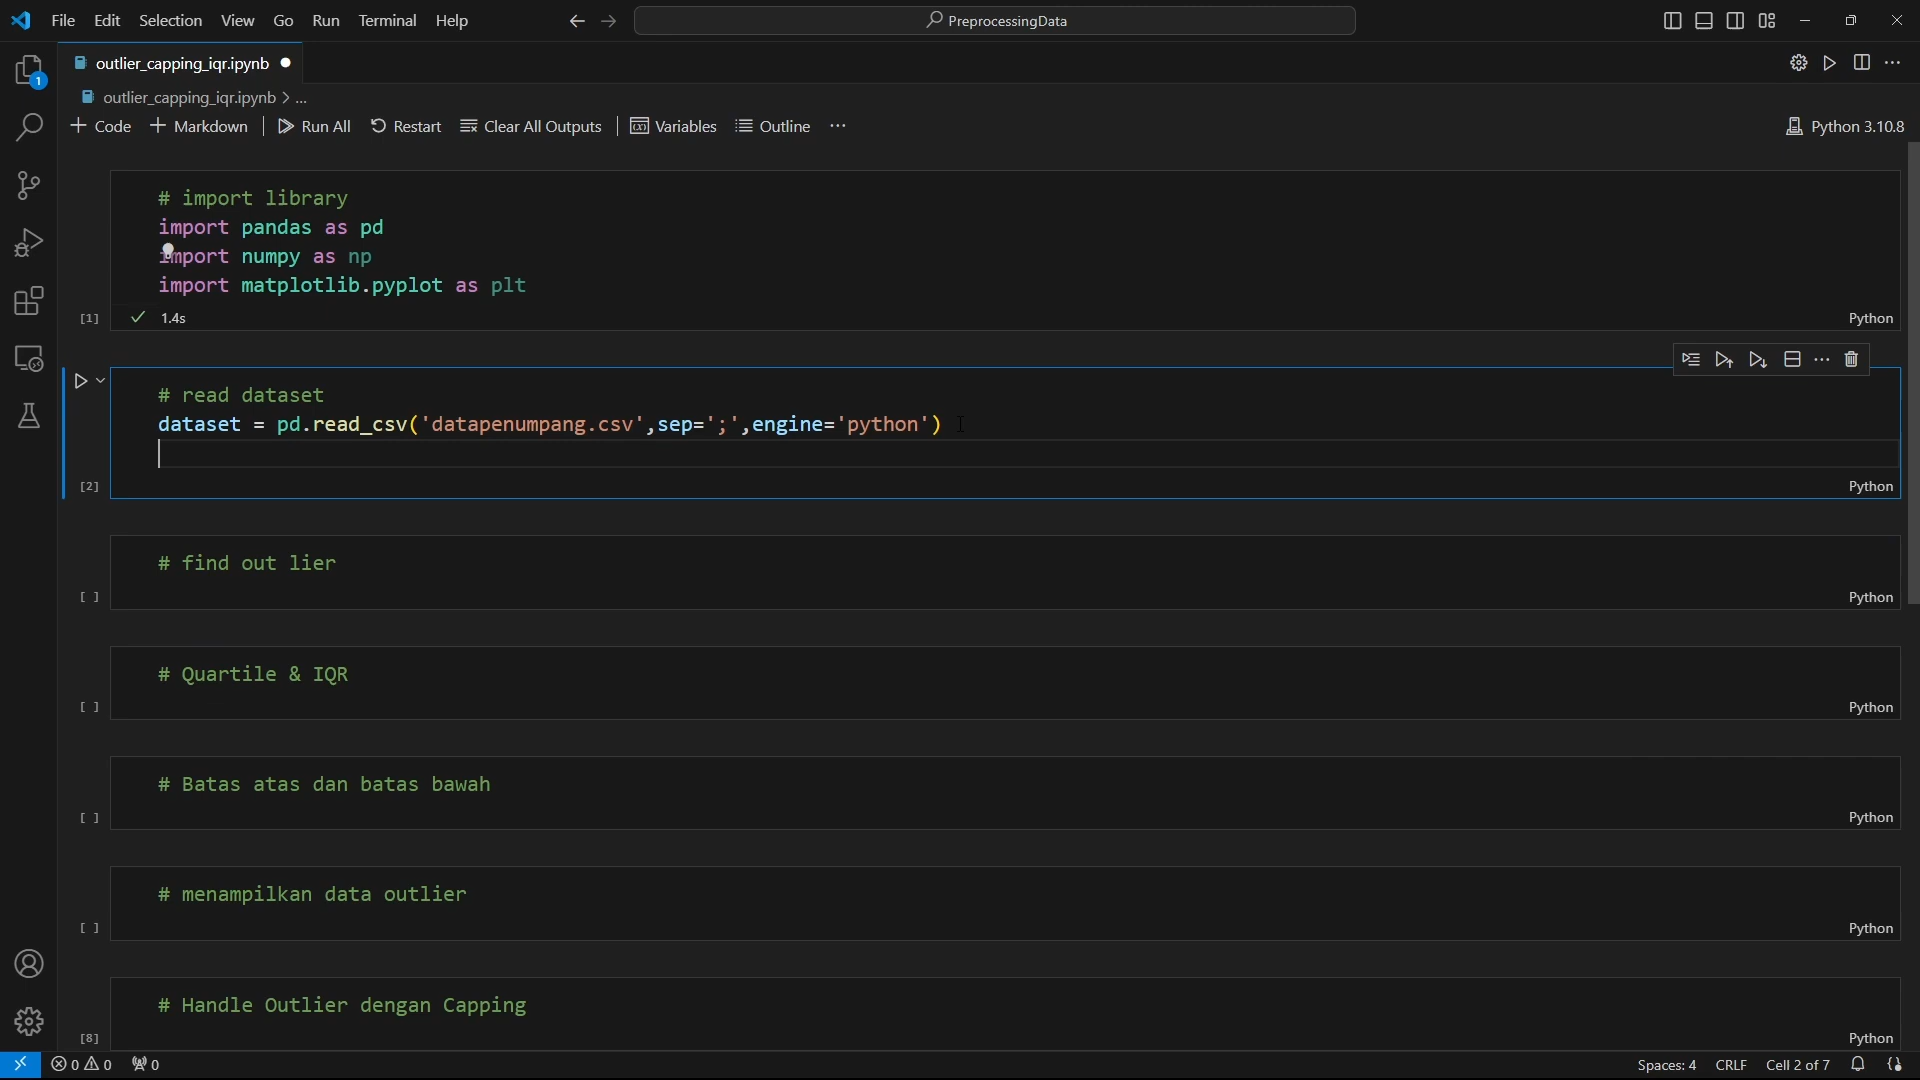 File Edit Selection View Go Run Terminal Help
PreprocessingData
1
outlier_capping_iqr.ipynb
outlier_capping_iqr.ipynb > ...
Code Markdown Run All Restart Clear All Outputs Variables Outline ... Python 3.10.8
# import library
import pandas as pd
import numpy as np
import matplotlib.pyplot as plt
[1] 1.4s Python
# read dataset
dataset = pd.read_csv('datapenumpang.csv',sep=';',engine='python')
[2] Python
# find out lier
[ ] Python
# Quartile & IQR
[ ] Python
# Batas atas dan batas bawah
[ ] Python
# menampilkan data outlier
[ ] Python
# Handle Outlier dengan Capping
[8] Python
0 0 0 Spaces: 4 CRLF Cell 2 of 7